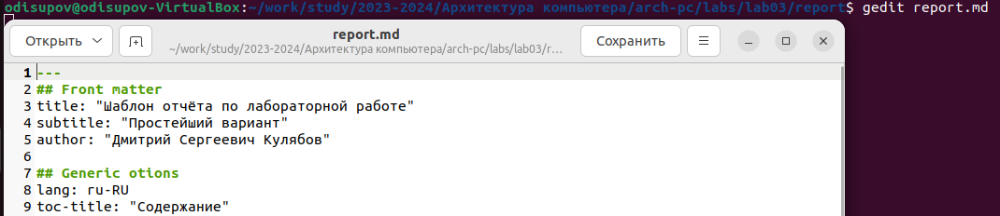 odisupov@odisupov-VirtualBox:~/work/study/2023-2024/Архитектура компьютера/arch-pc/labs/lab03/report$ gedit report.md
Открыть
report.md
~/work/study/2023-2024/Архитектура компьютера/arch-pc/labs/lab03/r...
Сохранить
1 ---
2 ## Front matter
3 title: "Шаблон отчёта по лабораторной работе"
4 subtitle: "Простейший вариант"
5 author: "Дмитрий Сергеевич Кулябов"
6
7 ## Generic otions
8 lang: ru-RU
9 toc-title: "Содержание"